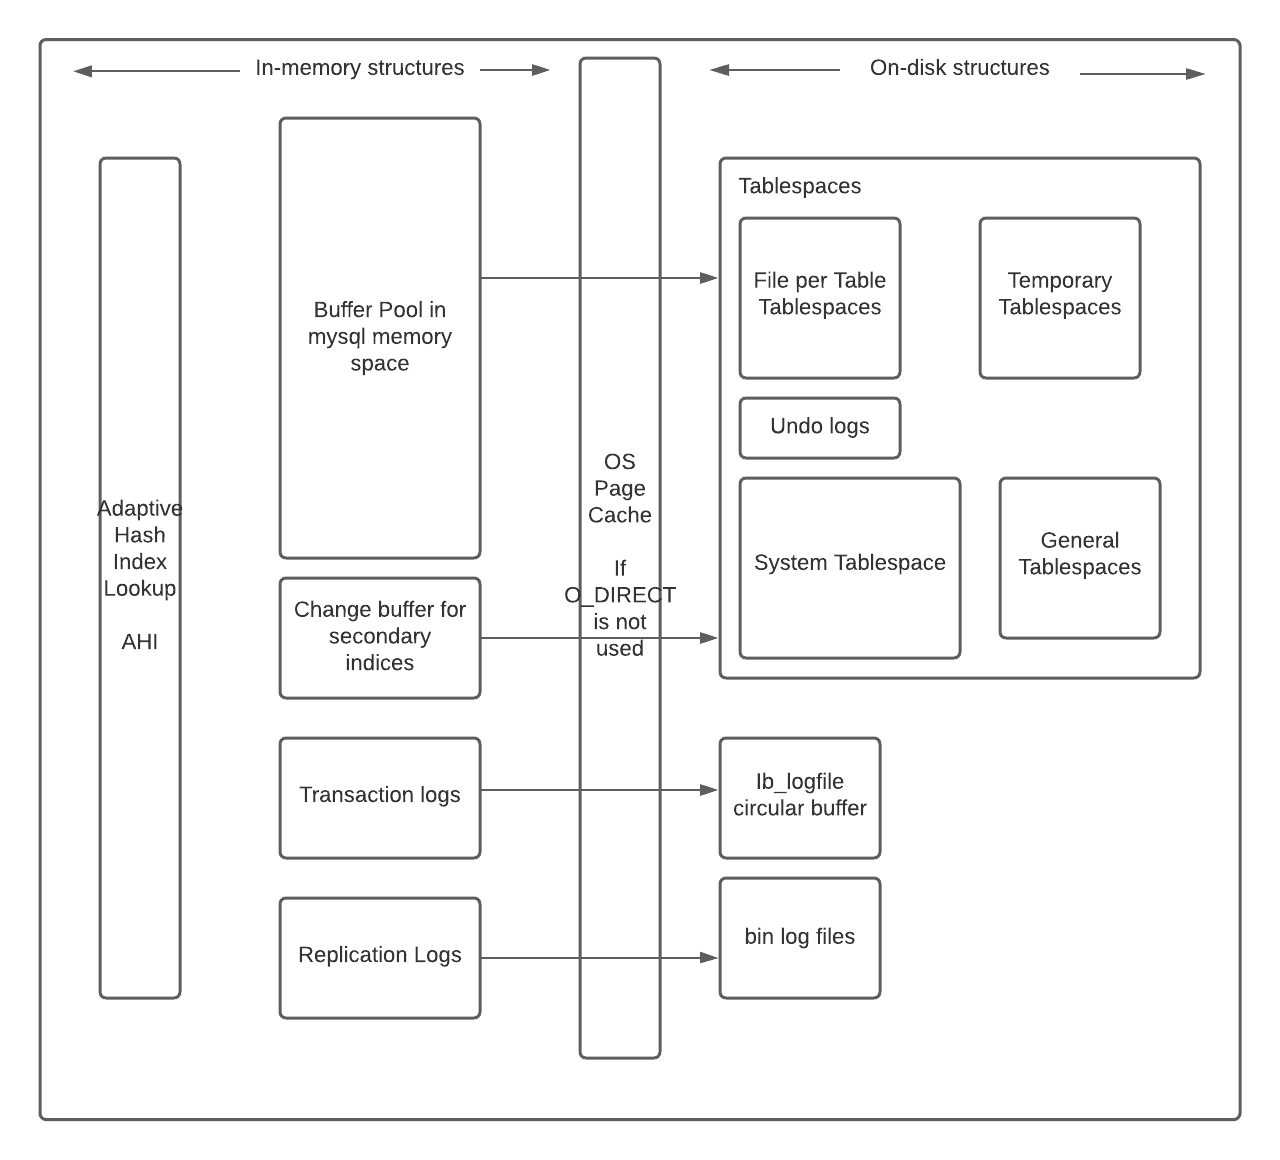 In-memory structures
On-disk structures
Adaptive
Hash
Index
Lookup
AHI
Buffer Pool in
mysql memory
space
Change buffer for
secondary
indices
Transaction logs
Replication Logs
OS
Page
Cache
If
O_DIRECT
is not
used
Tablespaces
File per Table
Tablespaces
Temporary
Tablespaces
Undo logs
System Tablespace
General
Tablespaces
Ib_logfile
circular buffer
bin log files